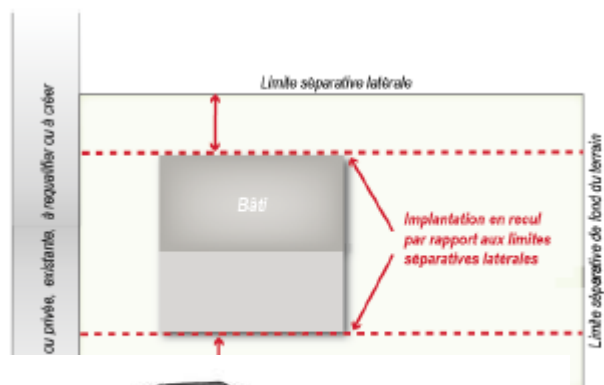 Limite séparative latérale
ou privée, existante, à requalifier ou à créer
Bâti
Implantation en recul
par rapport aux limites
séparatives latérales
Limite séparative de fond du terrain